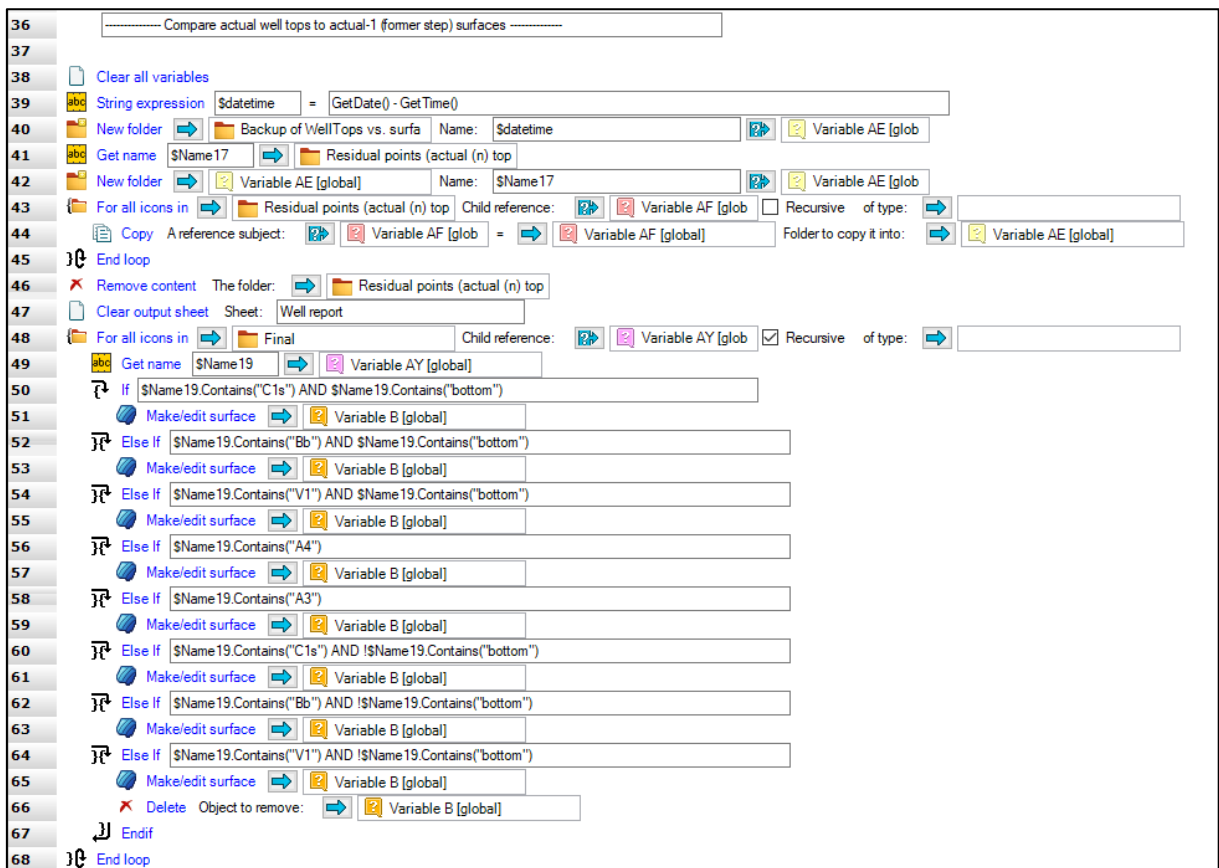 36 --------------- Compare actual well tops to actual-1 (former step) surfaces --------------
37
38 Clear all variables
39 abc String expression $datetime = GetDate() - GetTime()
40 New folder Backup of WellTops vs. surfa Name: $datetime Variable AE [glob
41 abc Get name $Name17 Residual points (actual (n) top
42 New folder Variable AE [global] Name: $Name17 Variable AE [glob
43 For all icons in Residual points (actual (n) top Child reference: Variable AF [glob Recursive of type:
44 Copy A reference subject: Variable AF [glob = Variable AF [global] Folder to copy it into: Variable AE [global]
45 End loop
46 Remove content The folder: Residual points (actual (n) top
47 Clear output sheet Sheet: Well report
48 For all icons in Final Child reference: Variable AY [glob Recursive of type:
49 abc Get name $Name19 Variable AY [global]
50 If $Name19.Contains("C1s") AND $Name19.Contains("bottom")
51 Make/edit surface Variable B [global]
52 Else If $Name19.Contains("Bb") AND $Name19.Contains("bottom")
53 Make/edit surface Variable B [global]
54 Else If $Name19.Contains("V1") AND $Name19.Contains("bottom")
55 Make/edit surface Variable B [global]
56 Else If $Name19.Contains("A4")
57 Make/edit surface Variable B [global]
58 Else If $Name19.Contains("A3")
59 Make/edit surface Variable B [global]
60 Else If $Name19.Contains("C1s") AND !$Name19.Contains("bottom")
61 Make/edit surface Variable B [global]
62 Else If $Name19.Contains("Bb") AND !$Name19.Contains("bottom")
63 Make/edit surface Variable B [global]
64 Else If $Name19.Contains("V1") AND !$Name19.Contains("bottom")
65 Make/edit surface Variable B [global]
66 Delete Object to remove: Variable B [global]
67 Endif
68 End loop